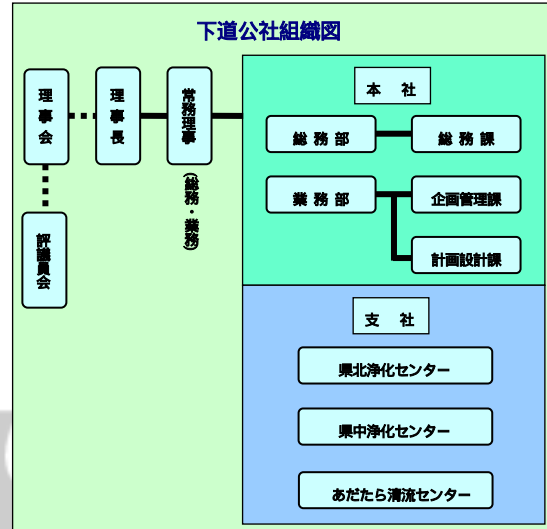 下道公社組織図
理事会
理事長
常務理事
(総務・業務)
評議員会
本 社
総務部
総務課
業務部
企画管理課
計画設計課
支 社
県北浄化センター
県中浄化センター
あだたら清流センター